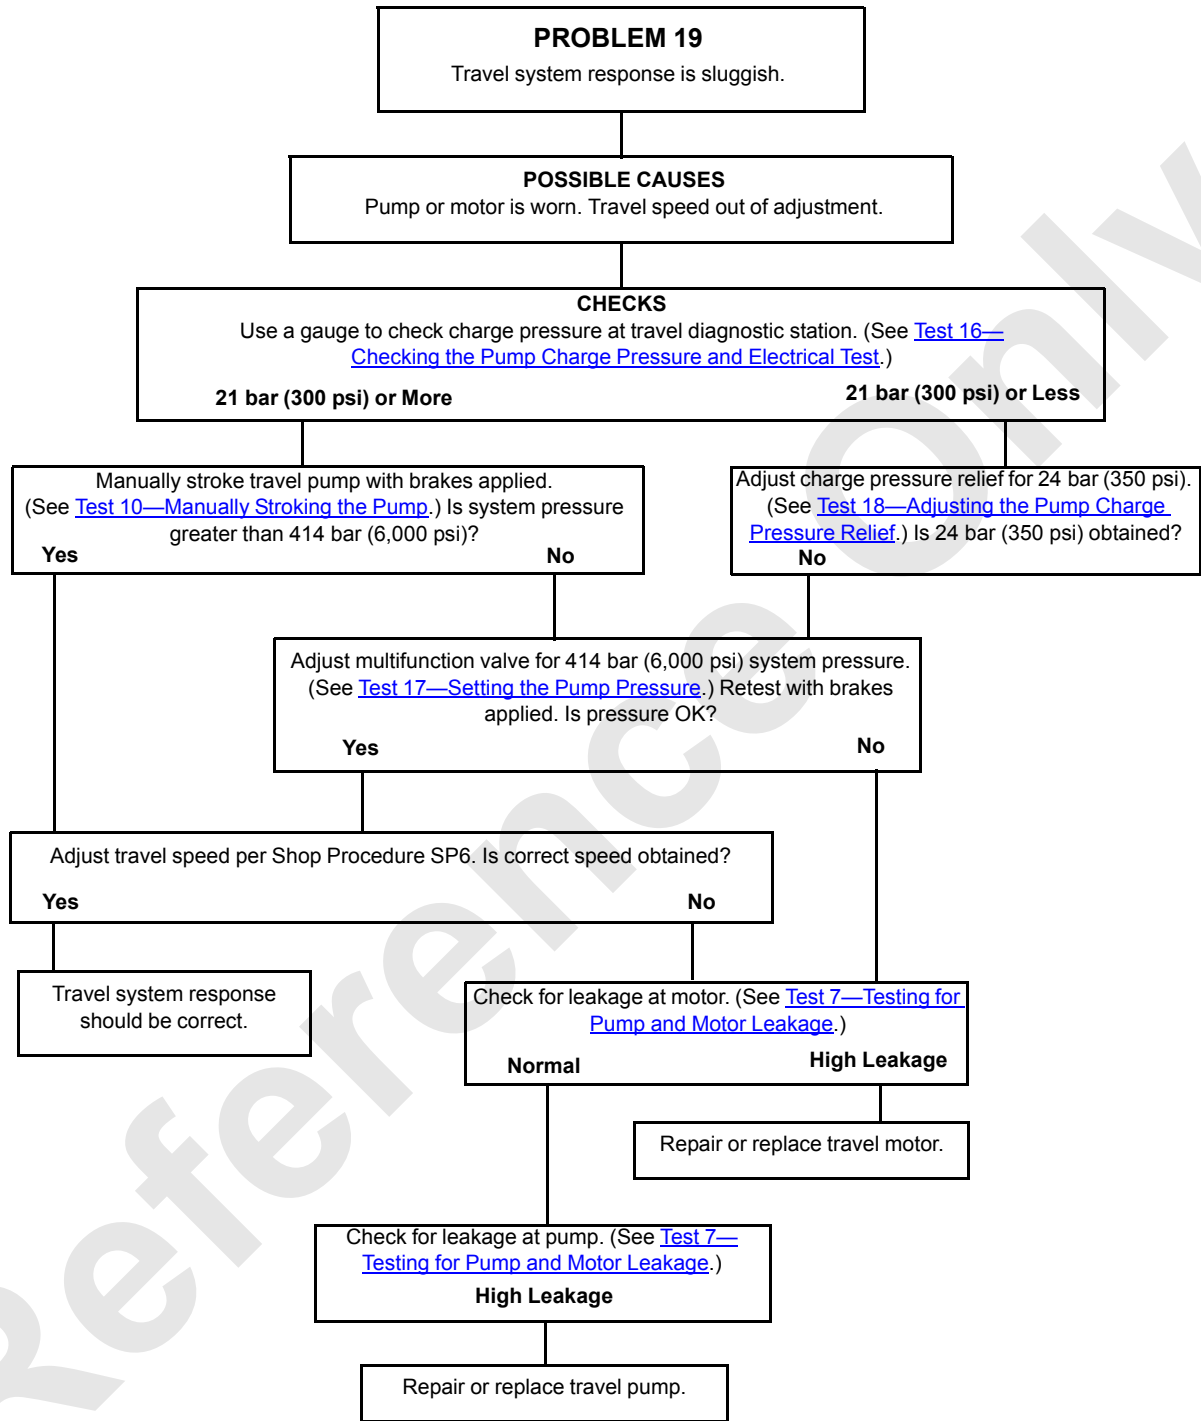 PROBLEM 19
Travel system response is sluggish.
POSSIBLE CAUSES
Pump or motor is worn. Travel speed out of adjustment.
CHECKS
Use a gauge to check charge pressure at travel diagnostic station. (See Test 16—
Checking the Pump Charge Pressure and Electrical Test.)
21 bar (300 psi) or More
21 bar (300 psi) or Less
Manually stroke travel pump with brakes applied.
(See Test 10—Manually Stroking the Pump.) Is system pressure
greater than 414 bar (6,000 psi)?
Yes
No
Adjust charge pressure relief for 24 bar (350 psi).
(See Test 18—Adjusting the Pump Charge
Pressure Relief.) Is 24 bar (350 psi) obtained?
No
Adjust multifunction valve for 414 bar (6,000 psi) system pressure.
(See Test 17—Setting the Pump Pressure.) Retest with brakes
applied. Is pressure OK?
Yes
No
Adjust travel speed per Shop Procedure SP6. Is correct speed obtained?
Yes
No
Travel system response
should be correct.
Check for leakage at motor. (See Test 7—Testing for
Pump and Motor Leakage.)
Normal
High Leakage
Repair or replace travel motor.
Check for leakage at pump. (See Test 7—
Testing for Pump and Motor Leakage.)
High Leakage
Repair or replace travel pump.
Reference Only